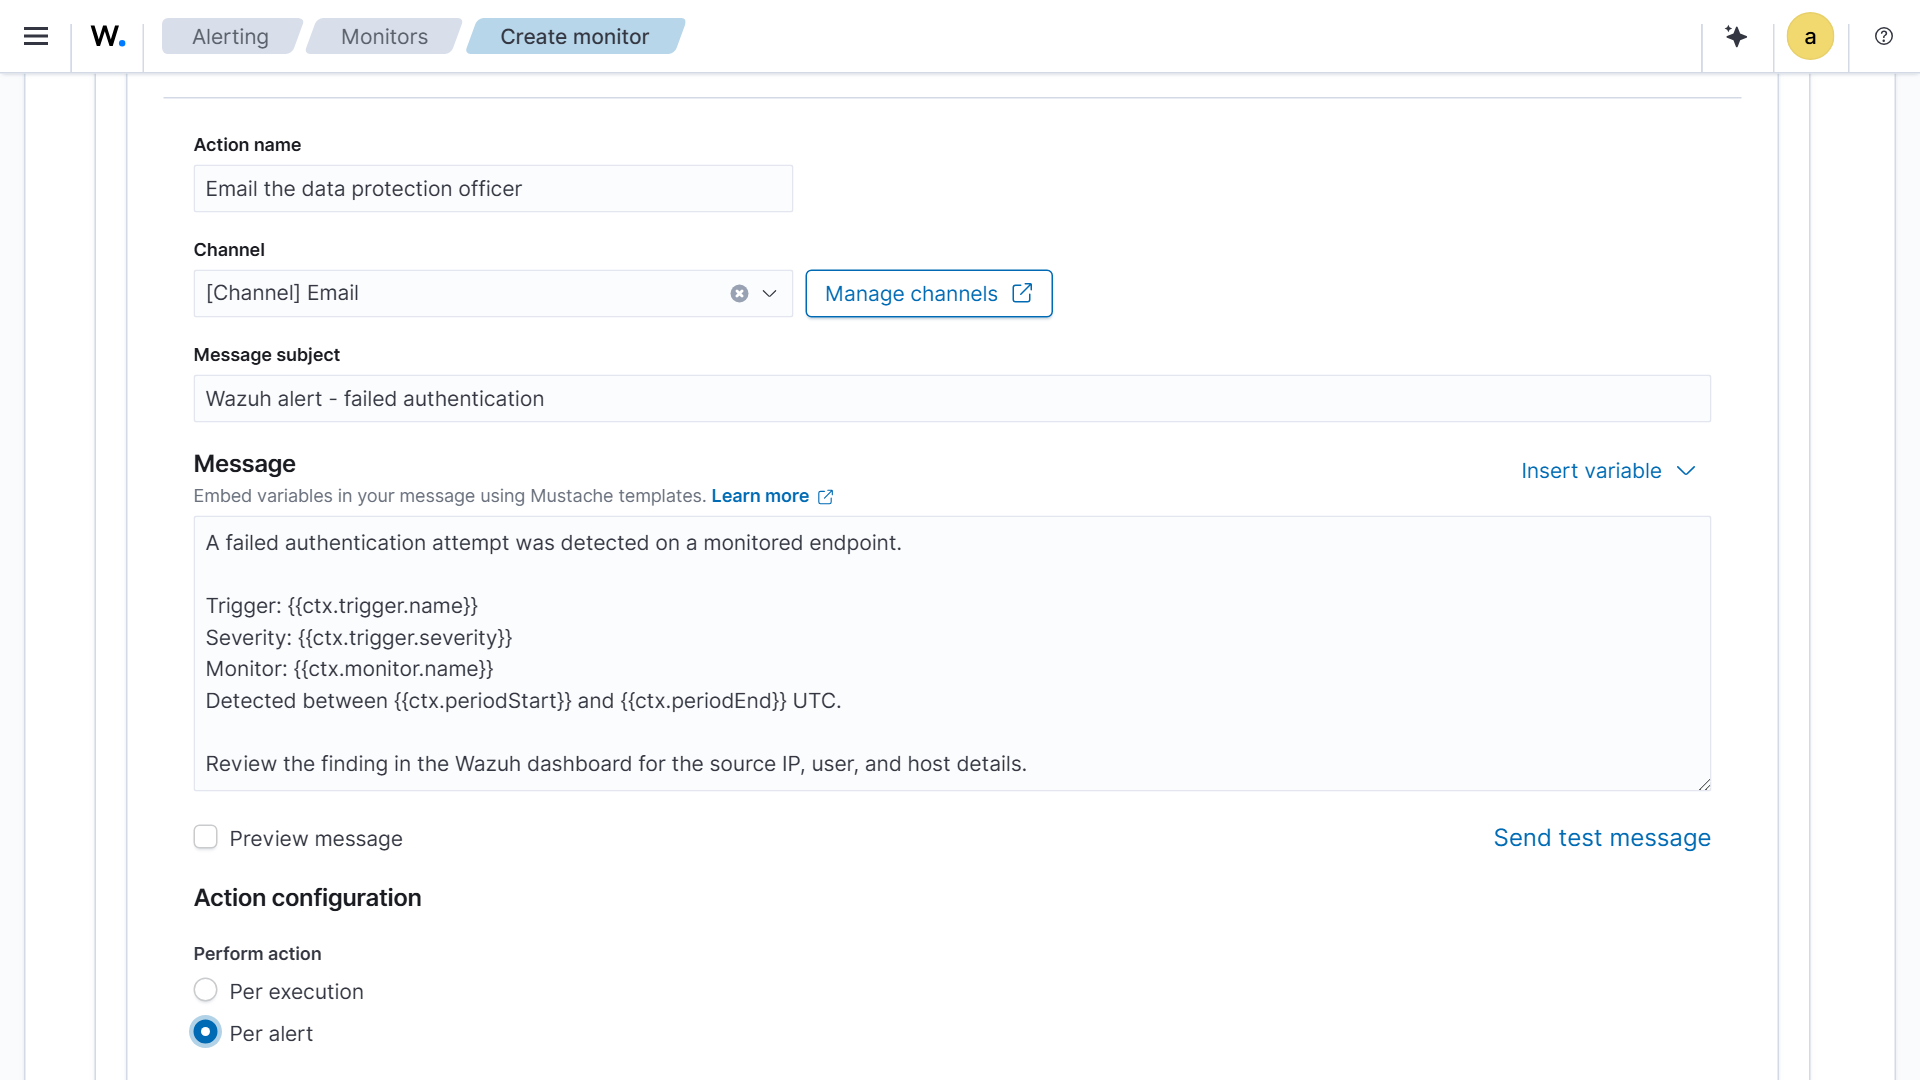 W.
Alerting
Monitors
Create monitor
a
Action name
Email the data protection officer
Channel
[Channel] Email
Manage channels
Message subject
Wazuh alert - failed authentication
Message
Insert variable
Embed variables in your message using Mustache templates. Learn more
A failed authentication attempt was detected on a monitored endpoint.
Trigger: {{ctx.trigger.name}}
Severity: {{ctx.trigger.severity}}
Monitor: {{ctx.monitor.name}}
Detected between {{ctx.periodStart}} and {{ctx.periodEnd}} UTC.
Review the finding in the Wazuh dashboard for the source IP, user, and host details.
Preview message
Send test message
Action configuration
Perform action
Per execution
Per alert